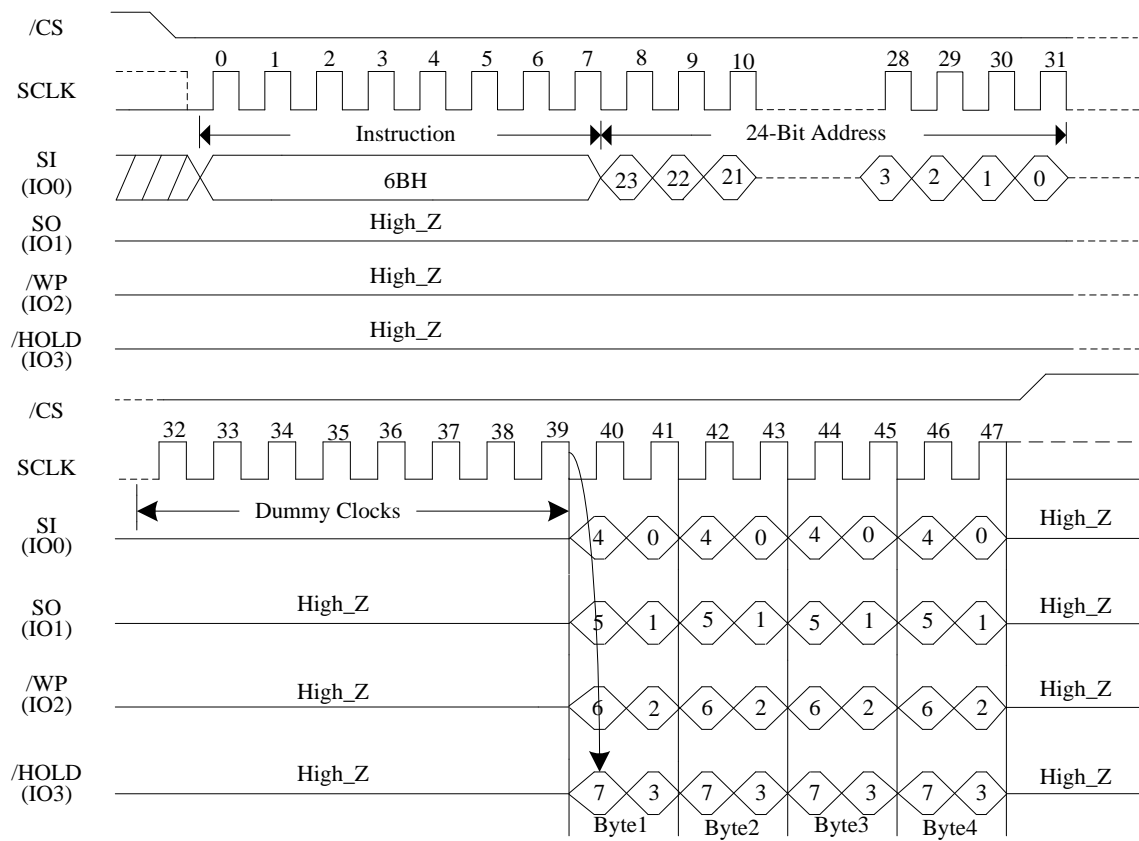 /CS
0 1 2 3 4 5 6 7 8 9 10 28 29 30 31
SCLK
Instruction 24-Bit Address
SI
(IO0)
6BH 23 22 21 3 2 1 0
SO
(IO1)
High_Z
/WP
(IO2)
High_Z
/HOLD
(IO3)
High_Z
/CS
32 33 34 35 36 37 38 39 40 41 42 43 44 45 46 47
SCLK
Dummy Clocks
SI
(IO0)
4 0 4 0 4 0 4 0 High_Z
SO
(IO1)
High_Z 5 1 5 1 5 1 5 1 High_Z
/WP
(IO2)
High_Z 6 2 6 2 6 2 6 2 High_Z
/HOLD
(IO3)
High_Z 7 3 7 3 7 3 7 3 High_Z
Byte1 Byte2 Byte3 Byte4